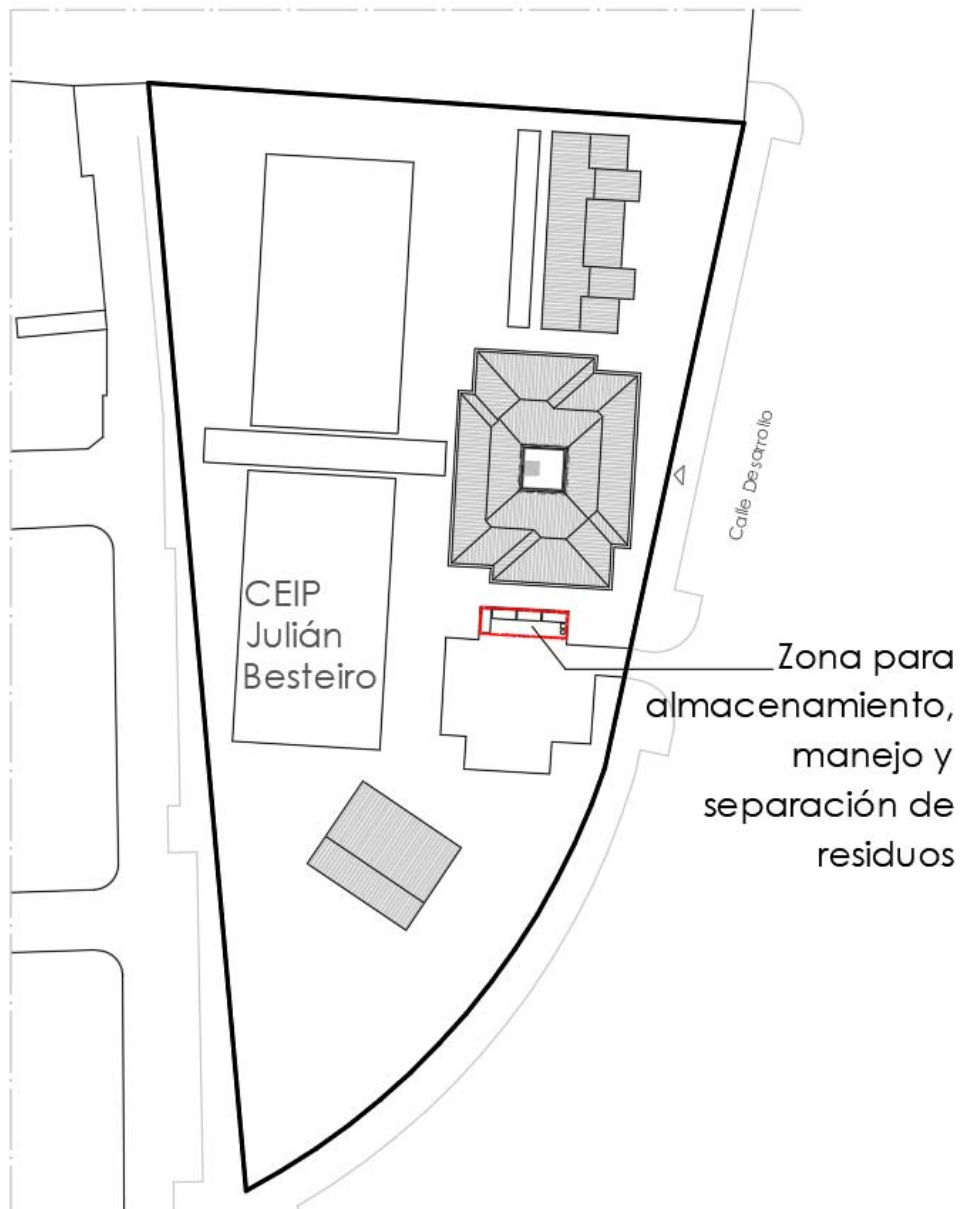 Calle Desarrollo
CEIP
Julián
Besteiro
Zona para
almacenamiento,
manejo y
separación de
residuos